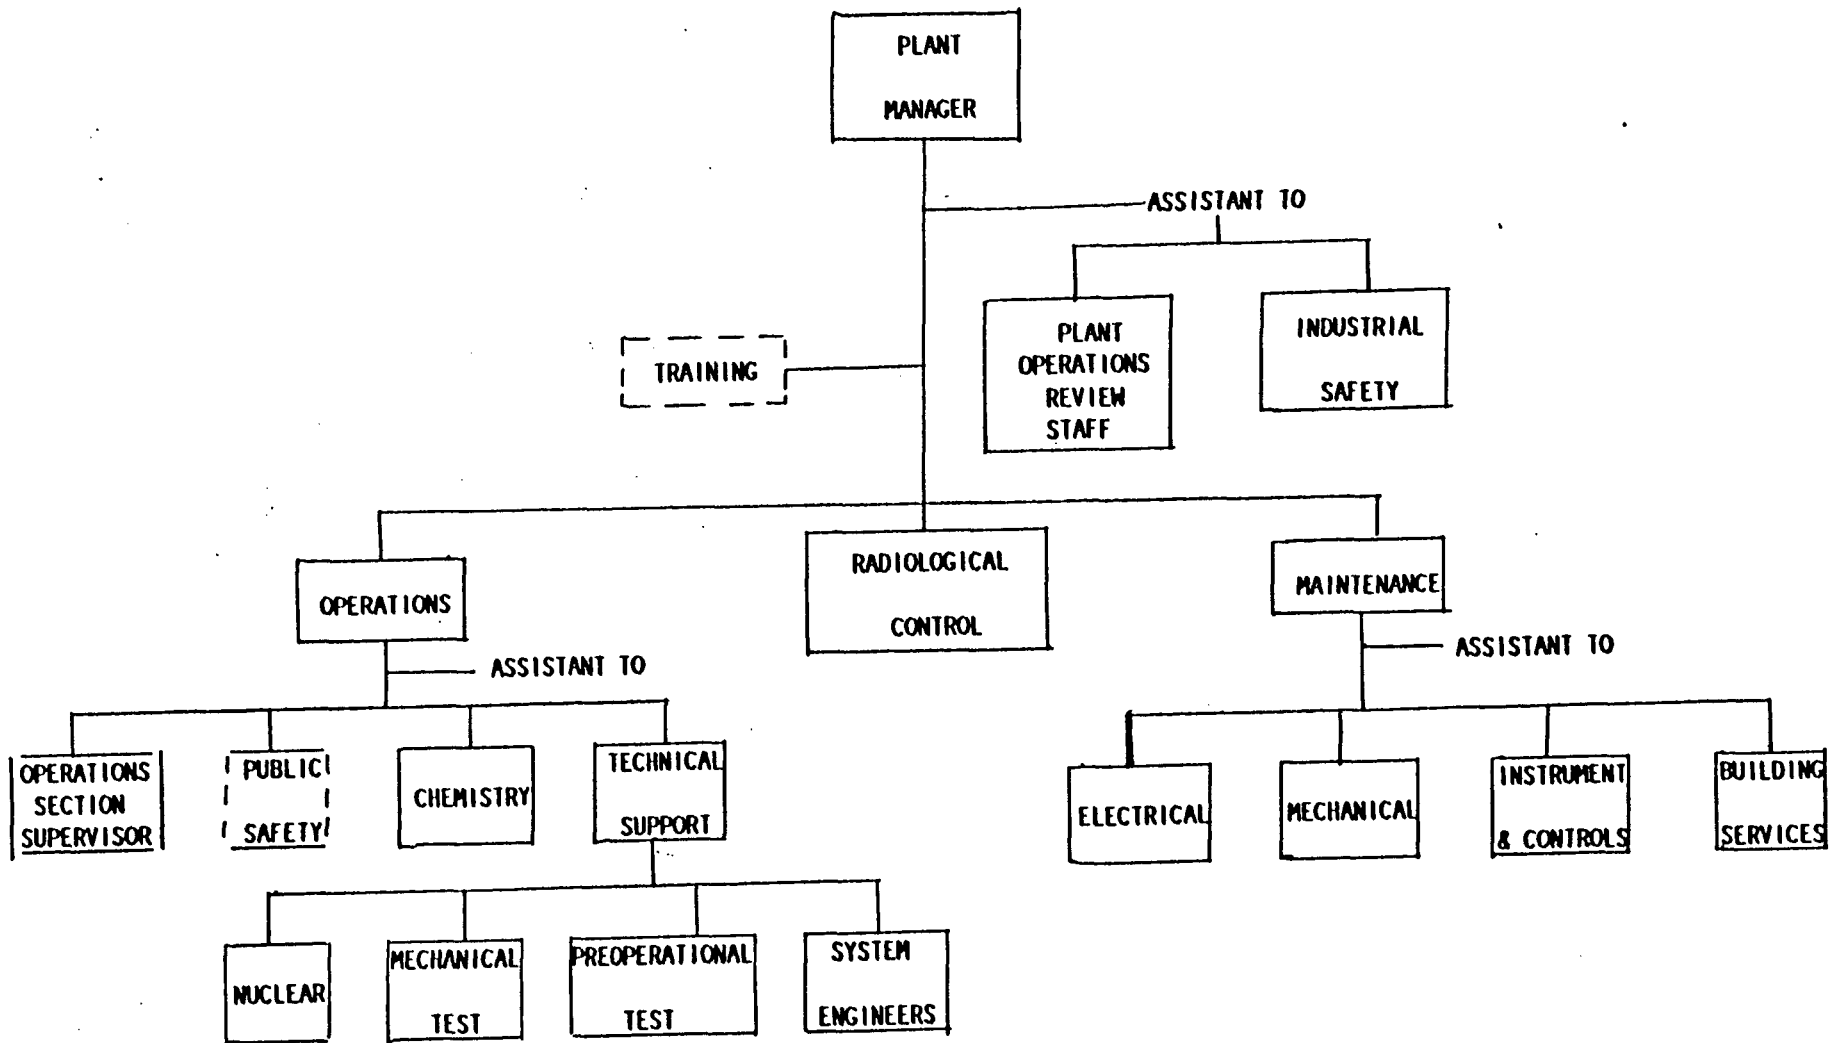 PLANT
MANAGER
ASSISTANT TO
PLANT
OPERATIONS
REVIEW
STAFF
INDUSTRIAL
SAFETY
TRAINING
OPERATIONS
RADIOLOGICAL
CONTROL
MAINTENANCE
ASSISTANT TO
ASSISTANT TO
OPERATIONS
SECTION
SUPERVISOR
PUBLIC
SAFETY
CHEMISTRY
TECHNICAL
SUPPORT
ELECTRICAL
MECHANICAL
INSTRUMENT
& CONTROLS
BUILDING
SERVICES
NUCLEAR
MECHANICAL
TEST
PREOPERATIONAL
TEST
SYSTEM
ENGINEERS